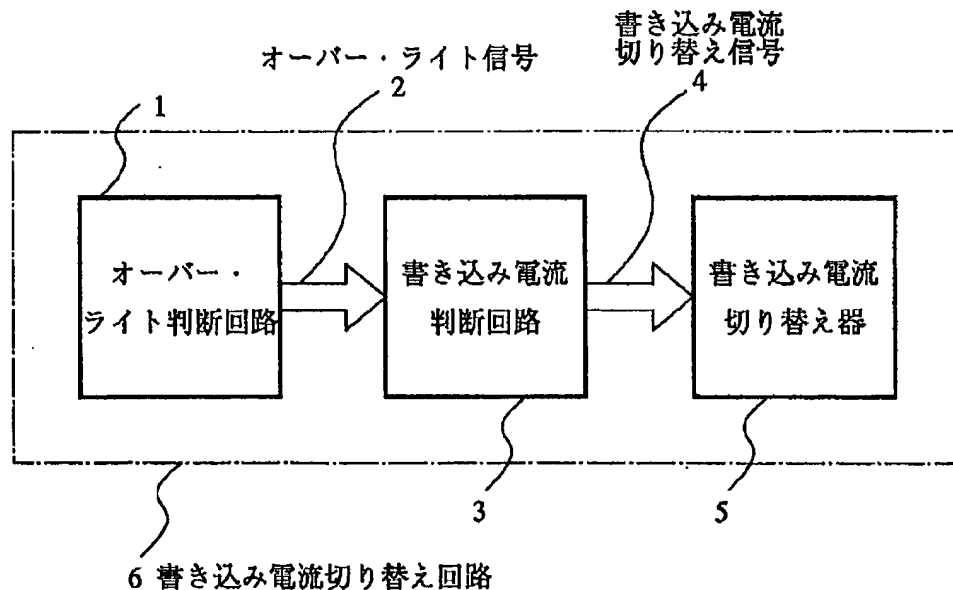 書き込み電流
切り替え信号
4
オーバー・ライト信号
2
1
オーバー・
ライト判断回路
書き込み電流
判断回路
書き込み電流
切り替え器
3
5
6 書き込み電流切り替え回路